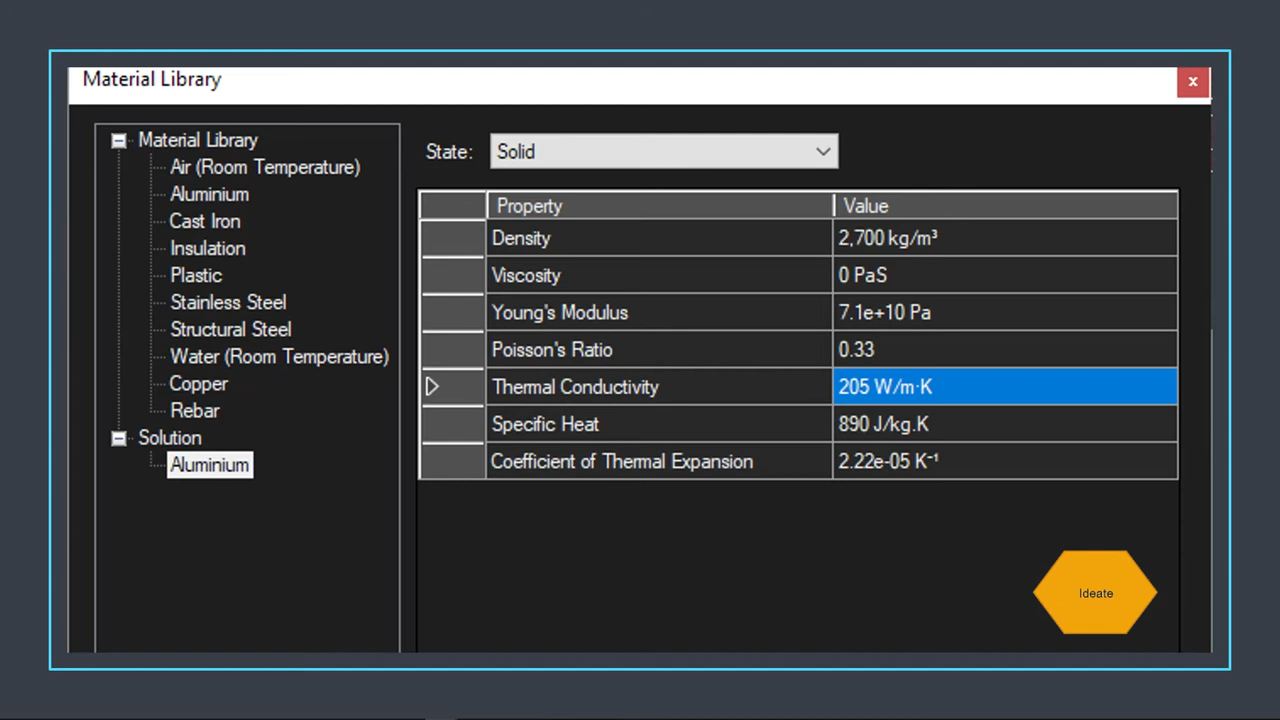 Material Library
x
Material Library
Air (Room Temperature)
Aluminium
Cast Iron
Insulation
Plastic
Stainless Steel
Structural Steel
Water (Room Temperature)
Copper
Rebar
Solution
Aluminium
State: Solid
Property Value
Density 2,700 kg/m³
Viscosity 0 PaS
Young's Modulus 7.1e+10 Pa
Poisson's Ratio 0.33
Thermal Conductivity 205 W/m·K
Specific Heat 890 J/kg.K
Coefficient of Thermal Expansion 2.22e-05 K⁻¹
Ideate